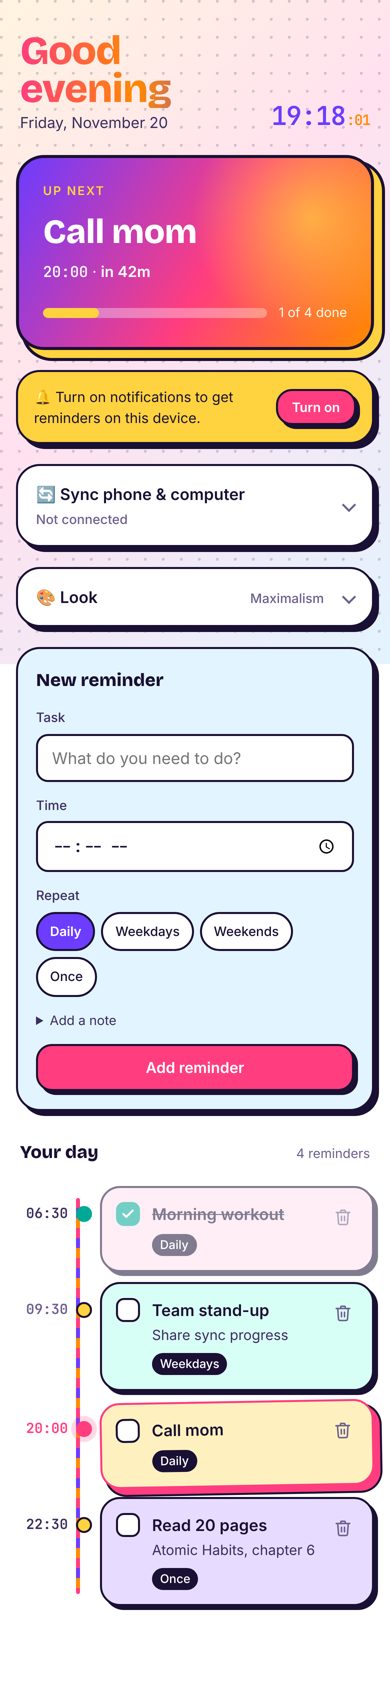 Good
evening
Friday, November 20
19:18:01
UP NEXT
Call mom
20:00 · in 42m
1 of 4 done
🔔 Turn on notifications to get
reminders on this device.
Turn on
🔄 Sync phone & computer
Not connected
🎨 Look
Maximalism
New reminder
Task
What do you need to do?
Time
--:-- --
Repeat
Daily
Weekdays
Weekends
Once
Add a note
Add reminder
Your day
4 reminders
06:30
Morning workout
Daily
09:30
Team stand-up
Share sync progress
Weekdays
20:00
Call mom
Daily
22:30
Read 20 pages
Atomic Habits, chapter 6
Once